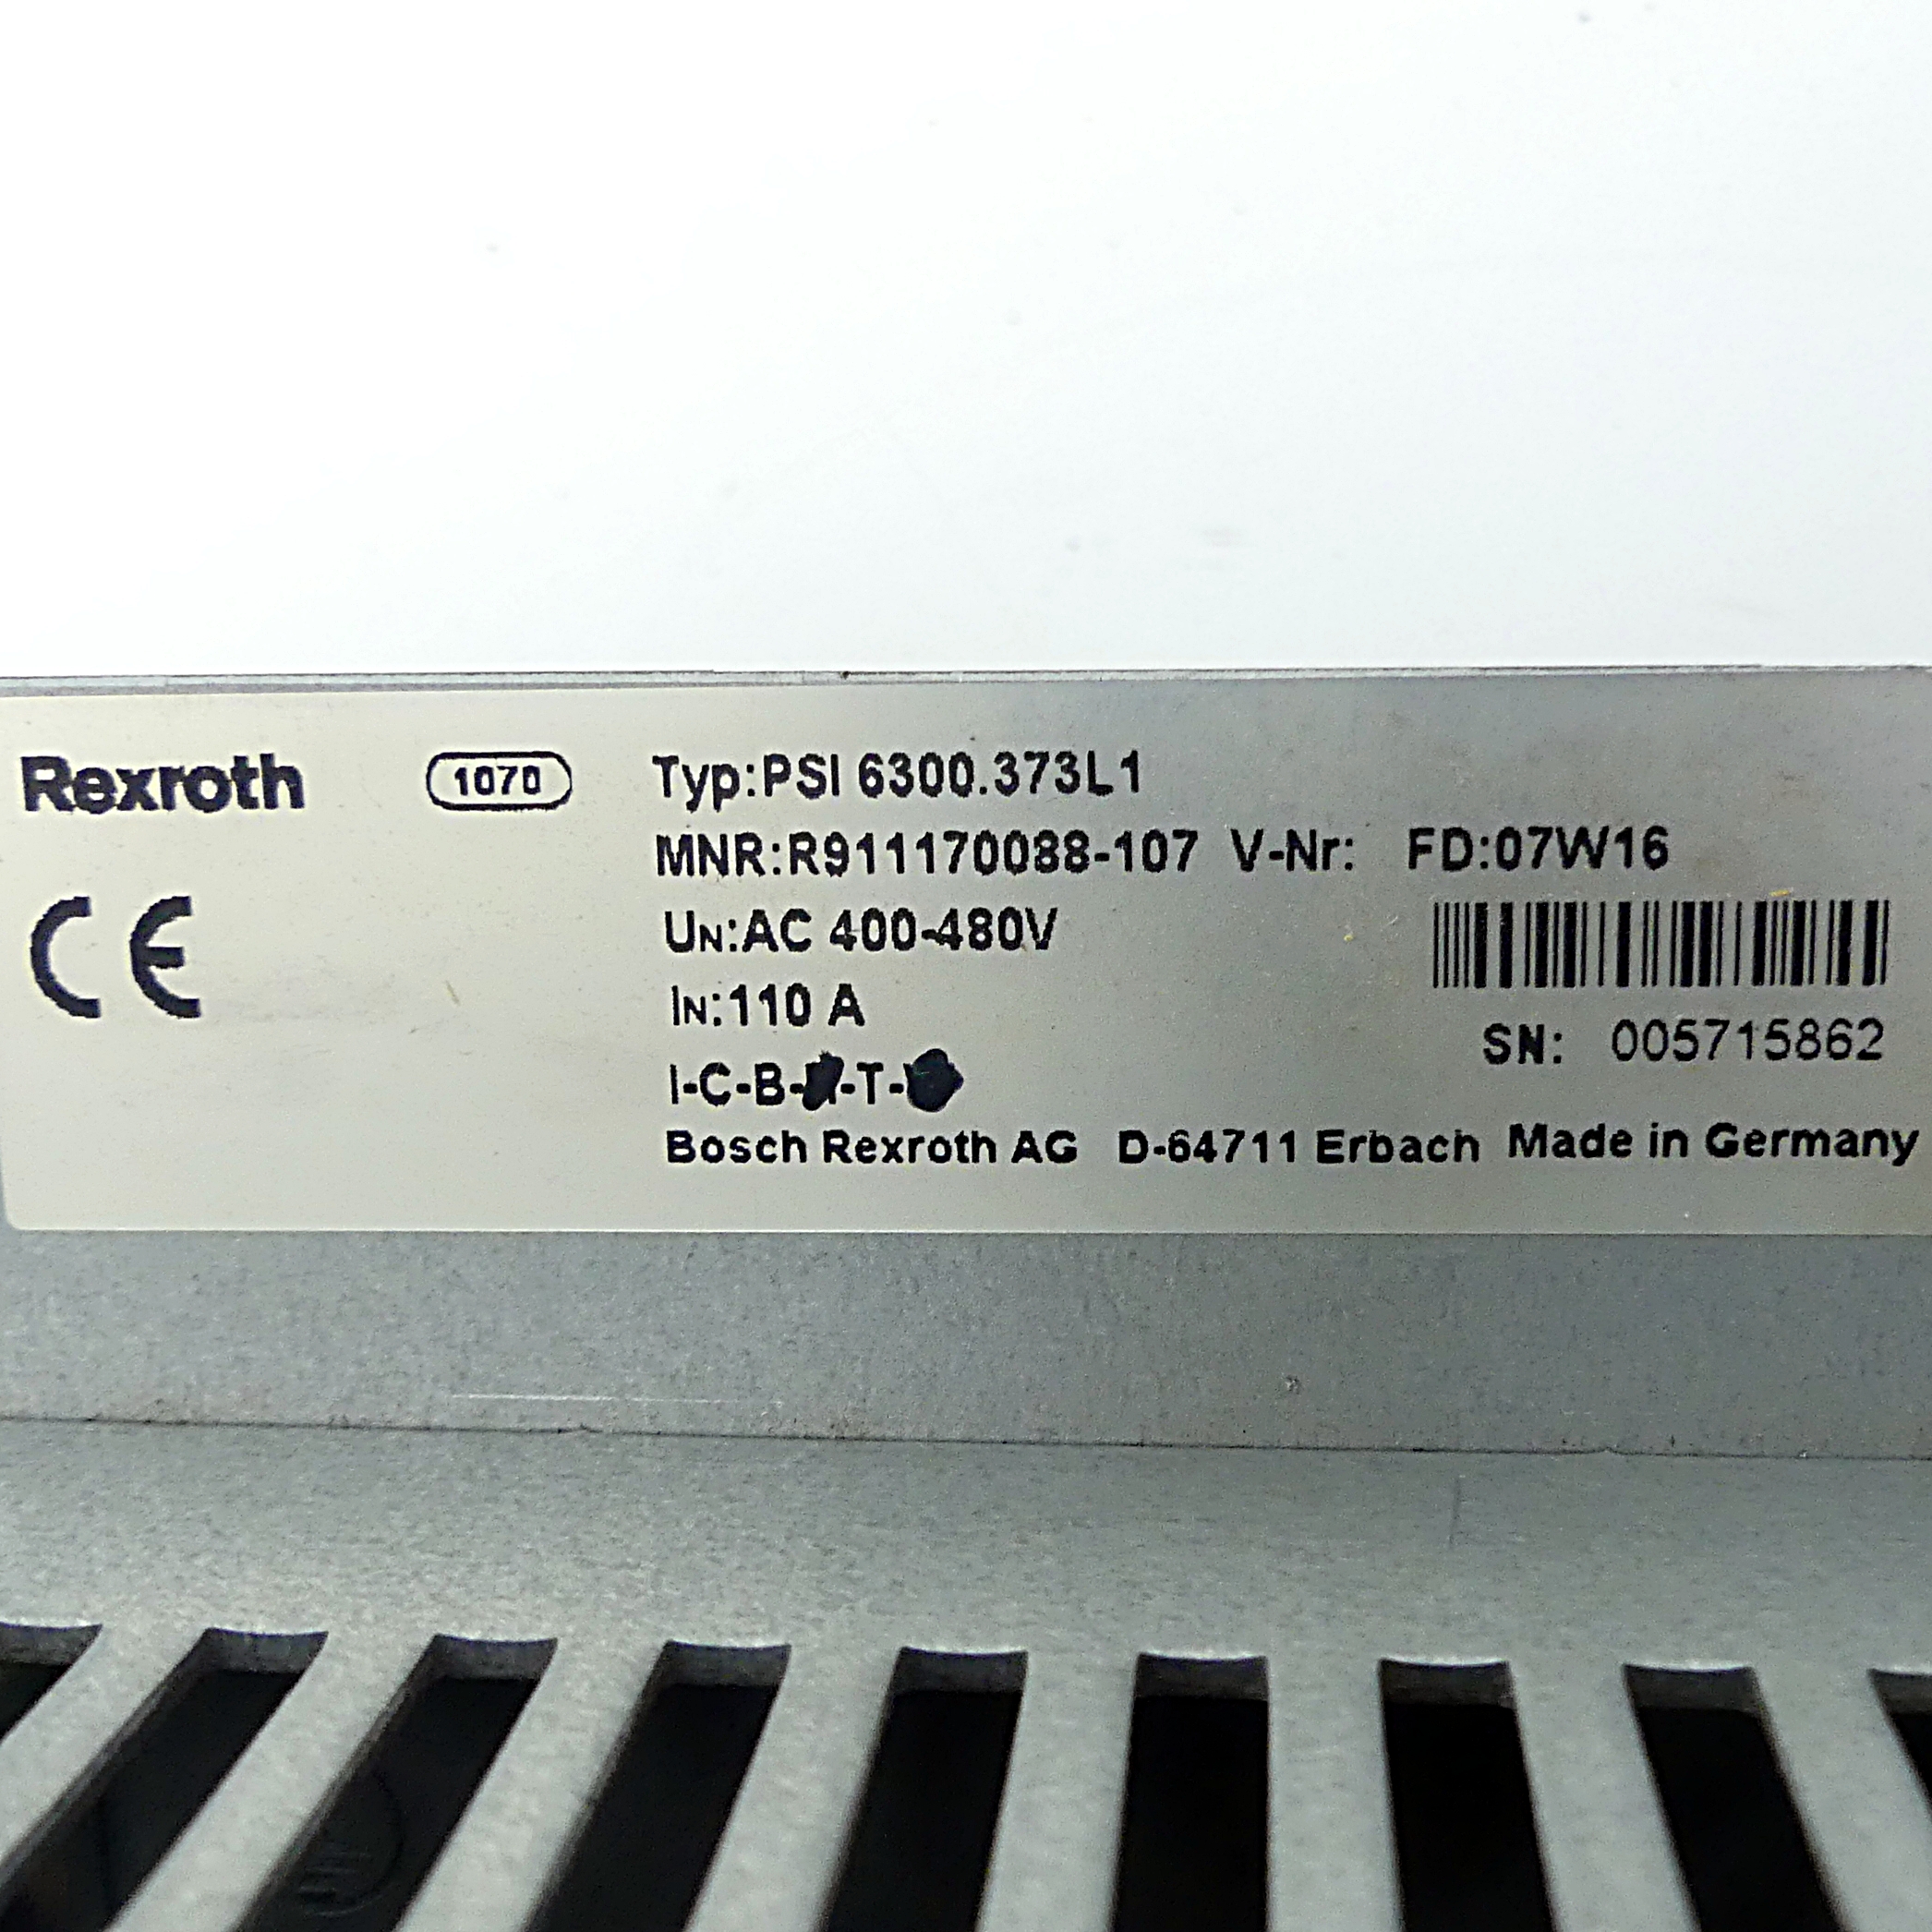 Rexroth 1070 Typ:PSI 6300.373L1
MNR:R911170088-107 V-Nr: FD:07W16
CE
UN:AC 400-480V
IN:110 A
SN: 005715862
I-C-B- -T-
Bosch Rexroth AG D-64711 Erbach Made in Germany